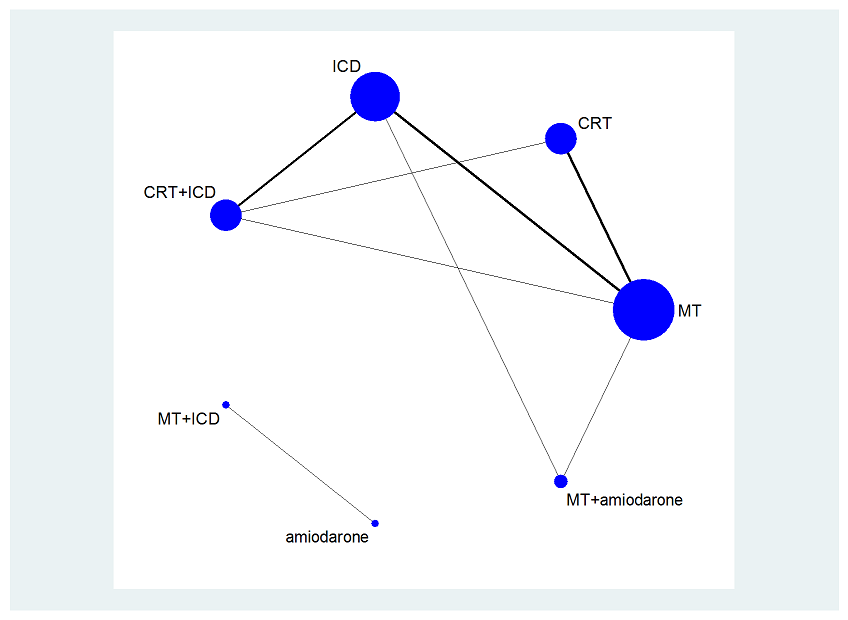 ICD
CRT
CRT+ICD
MT
MT+ICD
MT+amiodarone
amiodarone